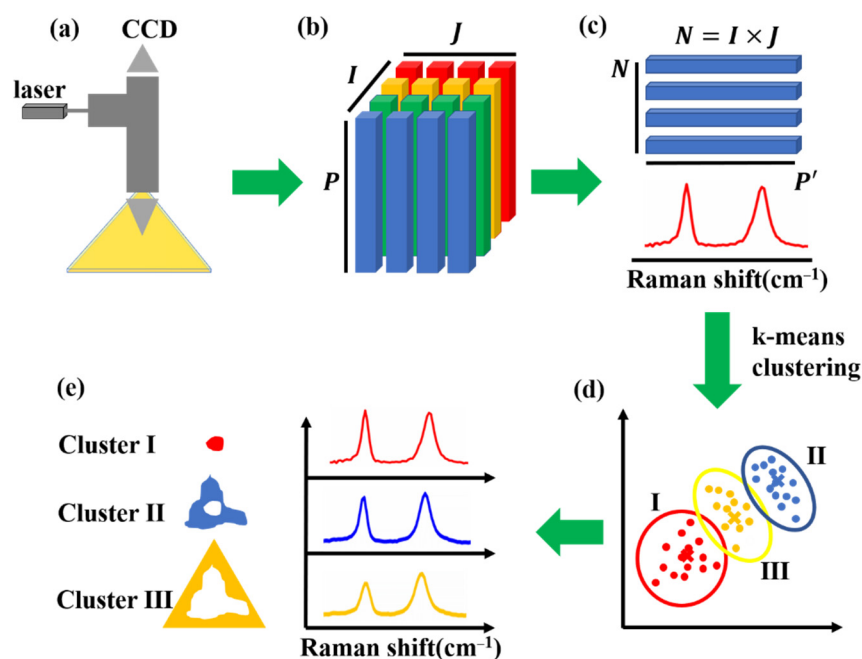 (a)
CCD
laser
(b)
J
I
P
(c)
N = I × J
N
P′
Raman shift(cm⁻¹)
k-means
clustering
(d)
II
I
III
(e)
Cluster I
Cluster II
Cluster III
Raman shift(cm⁻¹)